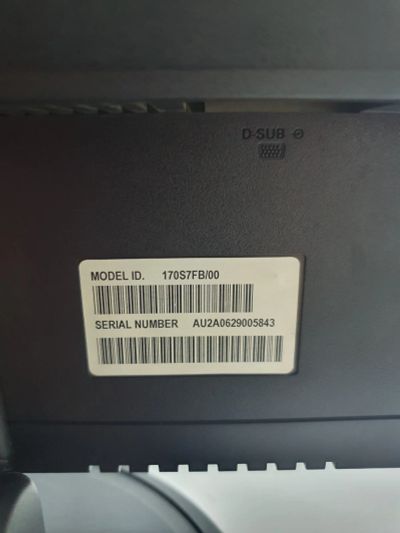 D-SUB
MODEL ID. 170S7FB/00
SERIAL NUMBER AU2A0629005843